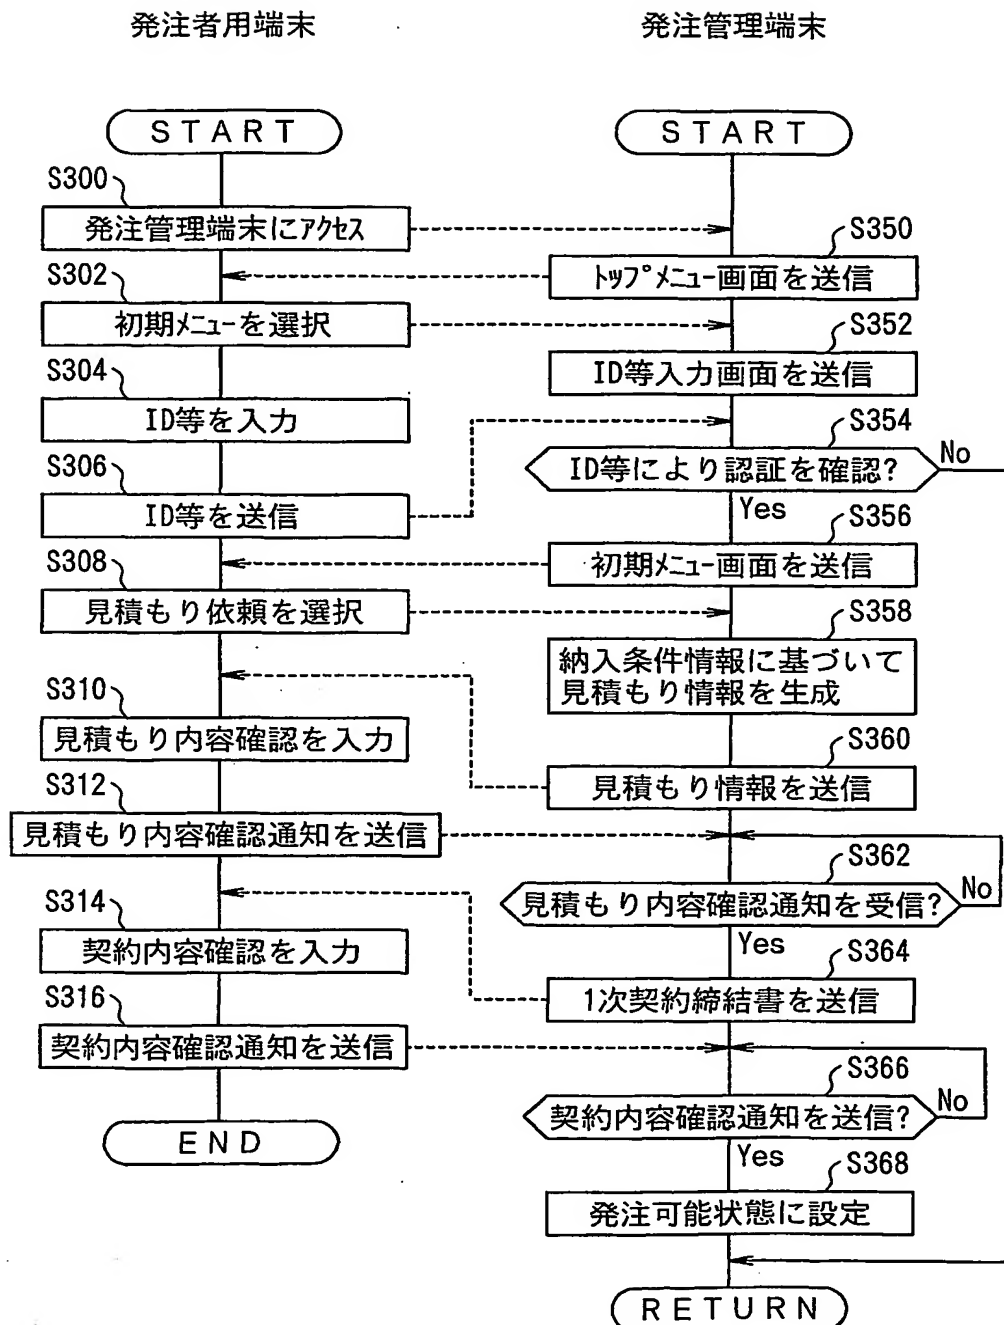 発注者用端末
START
S300
発注管理端末にアクセス
S302
初期メニューを選択
S304
ID等を入力
S306
ID等を送信
S308
見積もり依頼を選択
S310
見積もり内容確認を入力
S312
見積もり内容確認通知を送信
S314
契約内容確認を入力
S316
契約内容確認通知を送信
END
発注管理端末
START
S350
トップメニュー画面を送信
S352
ID等入力画面を送信
S354
ID等により認証を確認?
No
Yes
S356
初期メニュー画面を送信
S358
納入条件情報に基づいて
見積もり情報を生成
S360
見積もり情報を送信
S362
見積もり内容確認通知を受信?
No
Yes
S364
1次契約締結書を送信
S366
契約内容確認通知を送信?
No
Yes
S368
発注可能状態に設定
RETURN